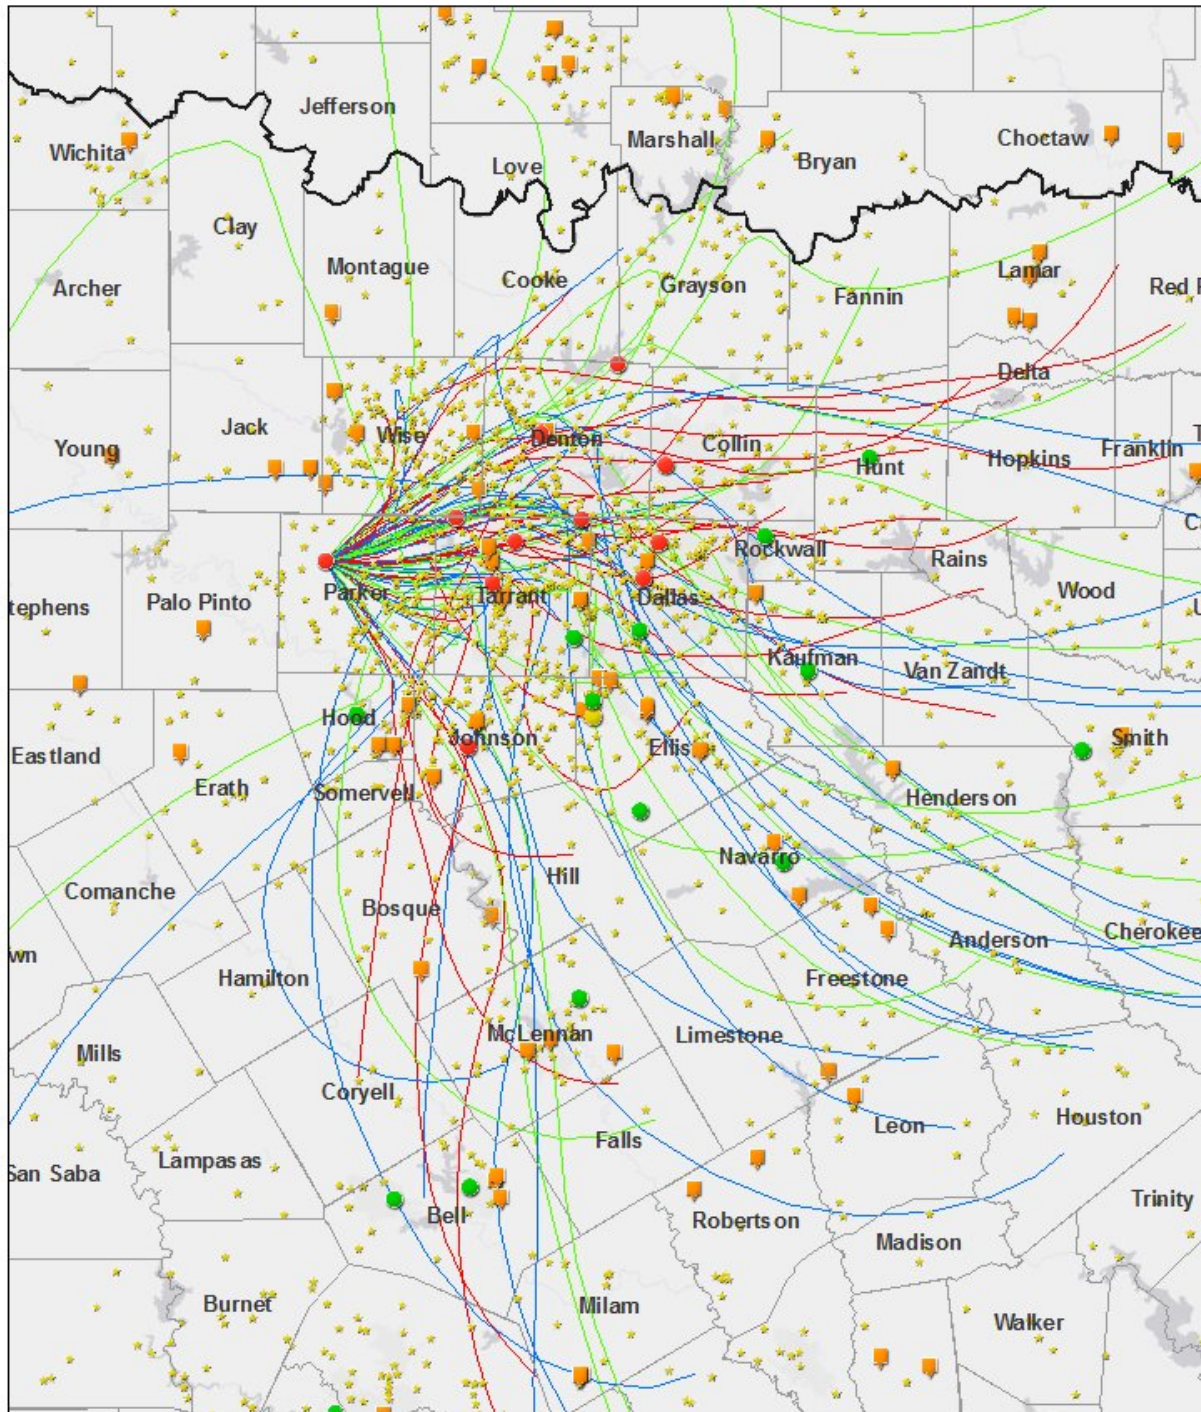 Jefferson
Wichita
Marshall
Choctaw
Bryan
Love
Clay
Montague
Cooke
Grayson
Lamar
Archer
Fannin
Red R
Delta
Jack
Wise
Denton
Collin
Young
Hunt
Hopkins
Franklin
T
C
Rockwall
Rains
Parker
Tarrant
Dallas
Wood
tephens
Palo Pinto
U
Kaufman
Van Zandt
Hood
Johnson
Ellis
Smith
Eastland
Erath
Somervell
Henderson
Navarro
Hill
Comanche
Bosque
Cherokee
Anderson
wn
Hamilton
Freestone
McLennan
Limestone
Mills
Coryell
Houston
Leon
Falls
Lampasas
San Saba
Trinity
Bell
Robertson
Madison
Burnet
Milam
Walker